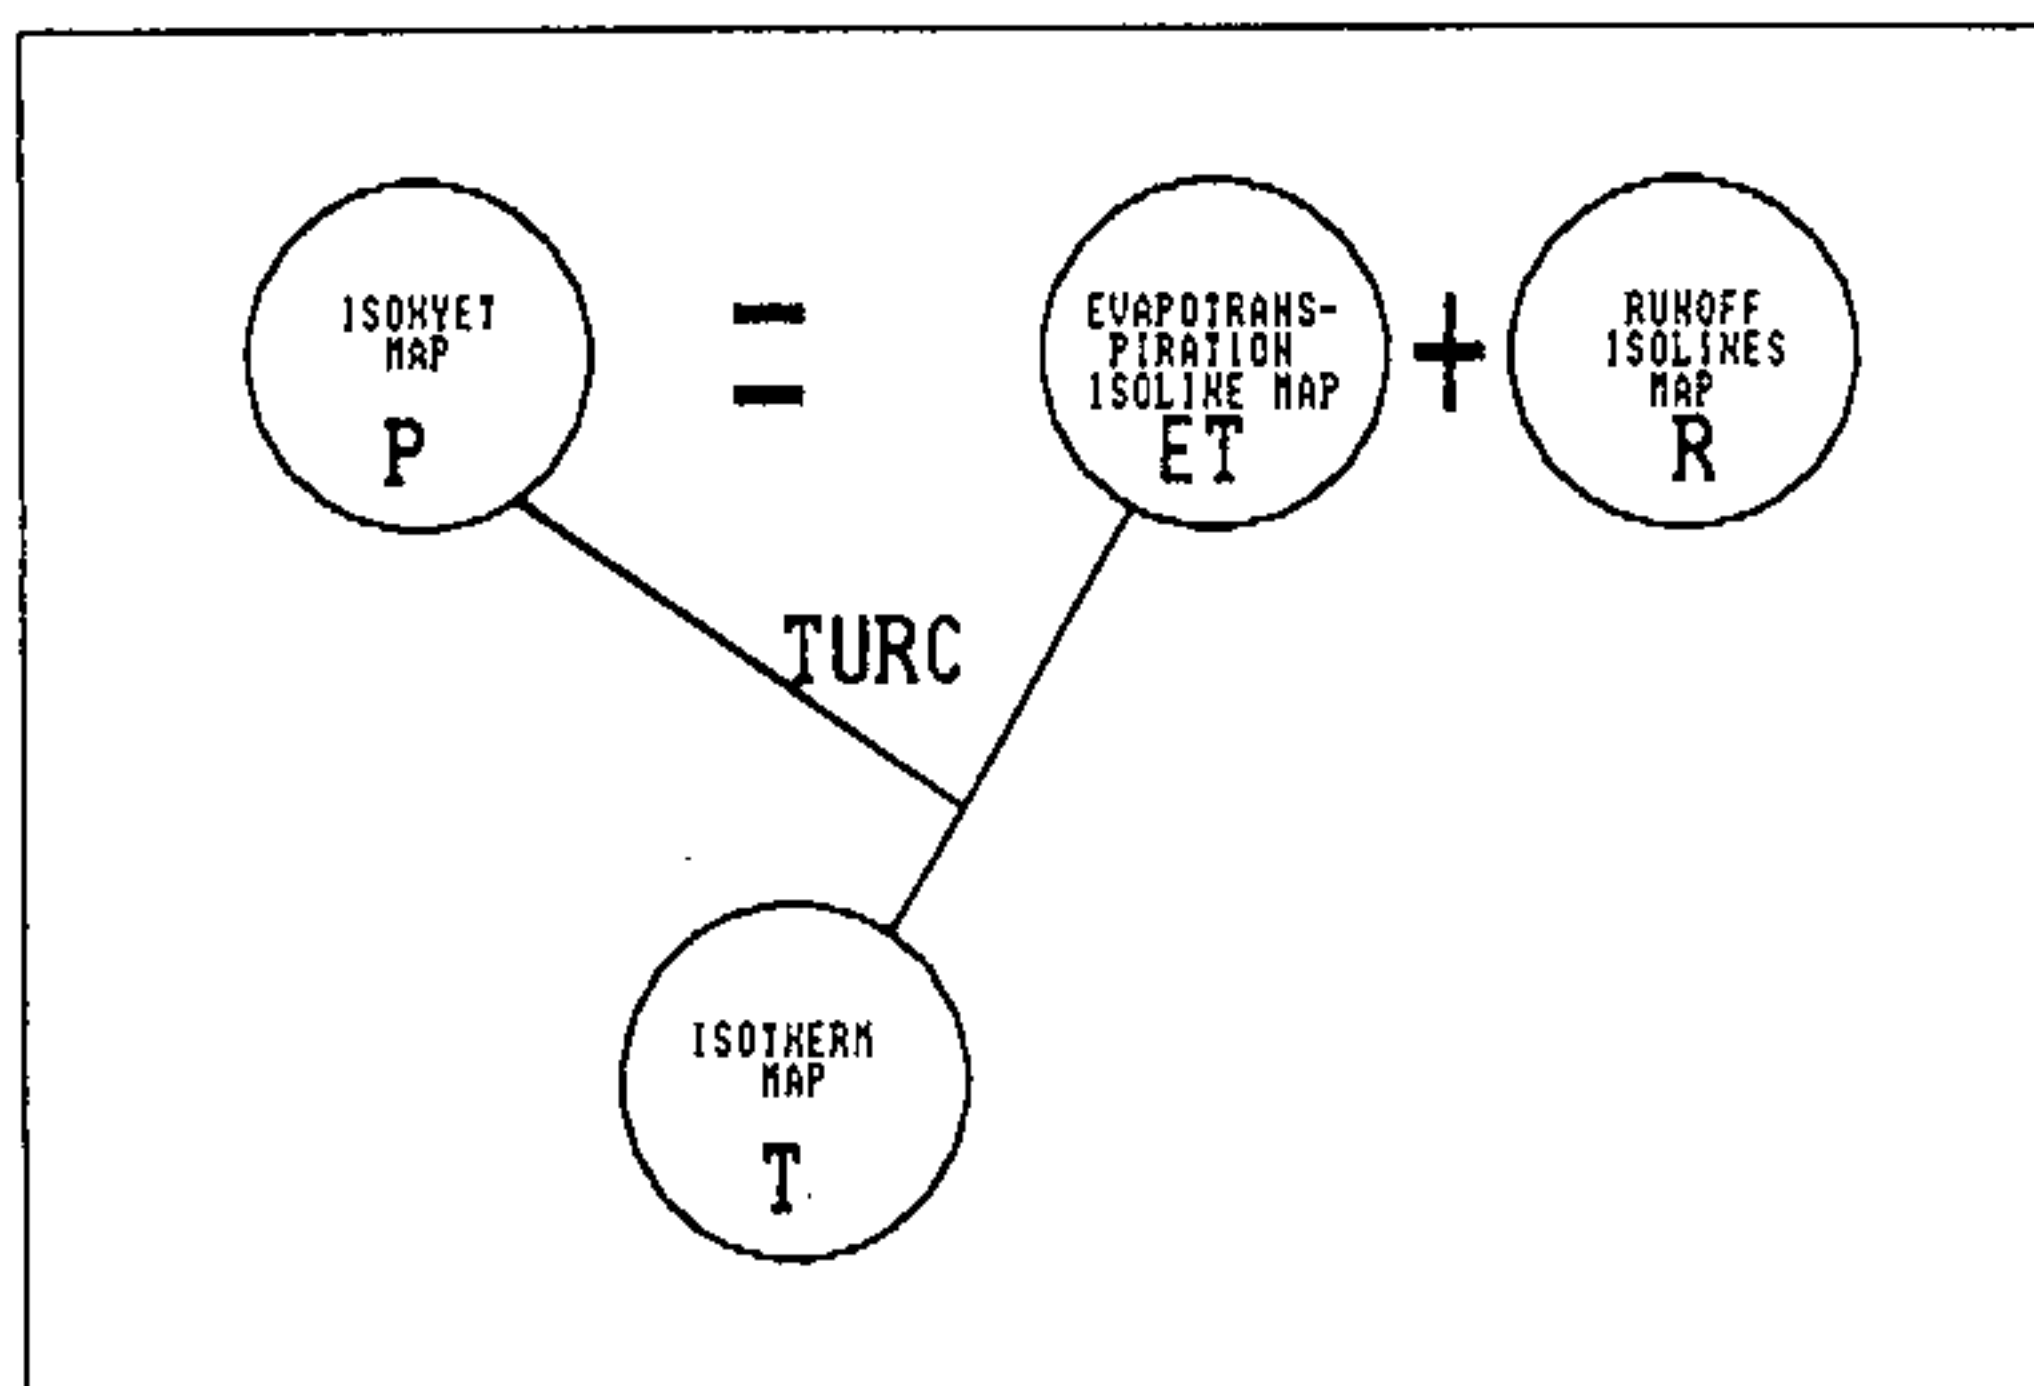 ISOHYET
MAP
P
=
EVAPOTRANS-
PIRATION
ISOLINE MAP
ET
+
RUNOFF
ISOLINES
MAP
R
TURC
ISOTHERM
MAP
T